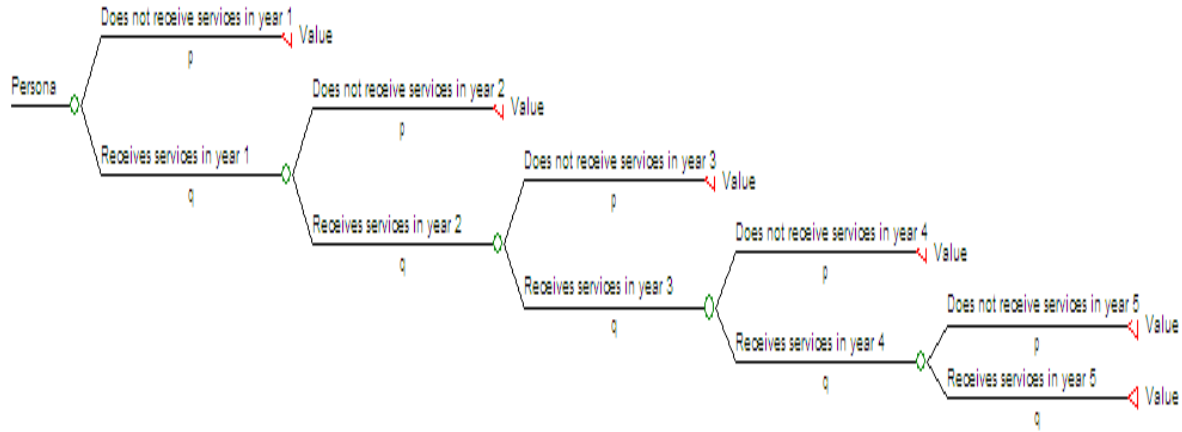 Does not receive services in year 1
Value
p
Persona
Does not receive services in year 2
Value
p
Receives services in year 1
q
Does not receive services in year 3
Value
p
Receives services in year 2
q
Does not receive services in year 4
Value
p
Receives services in year 3
q
Does not receive services in year 5
Value
p
Receives services in year 4
q
Receives services in year 5
Value
q